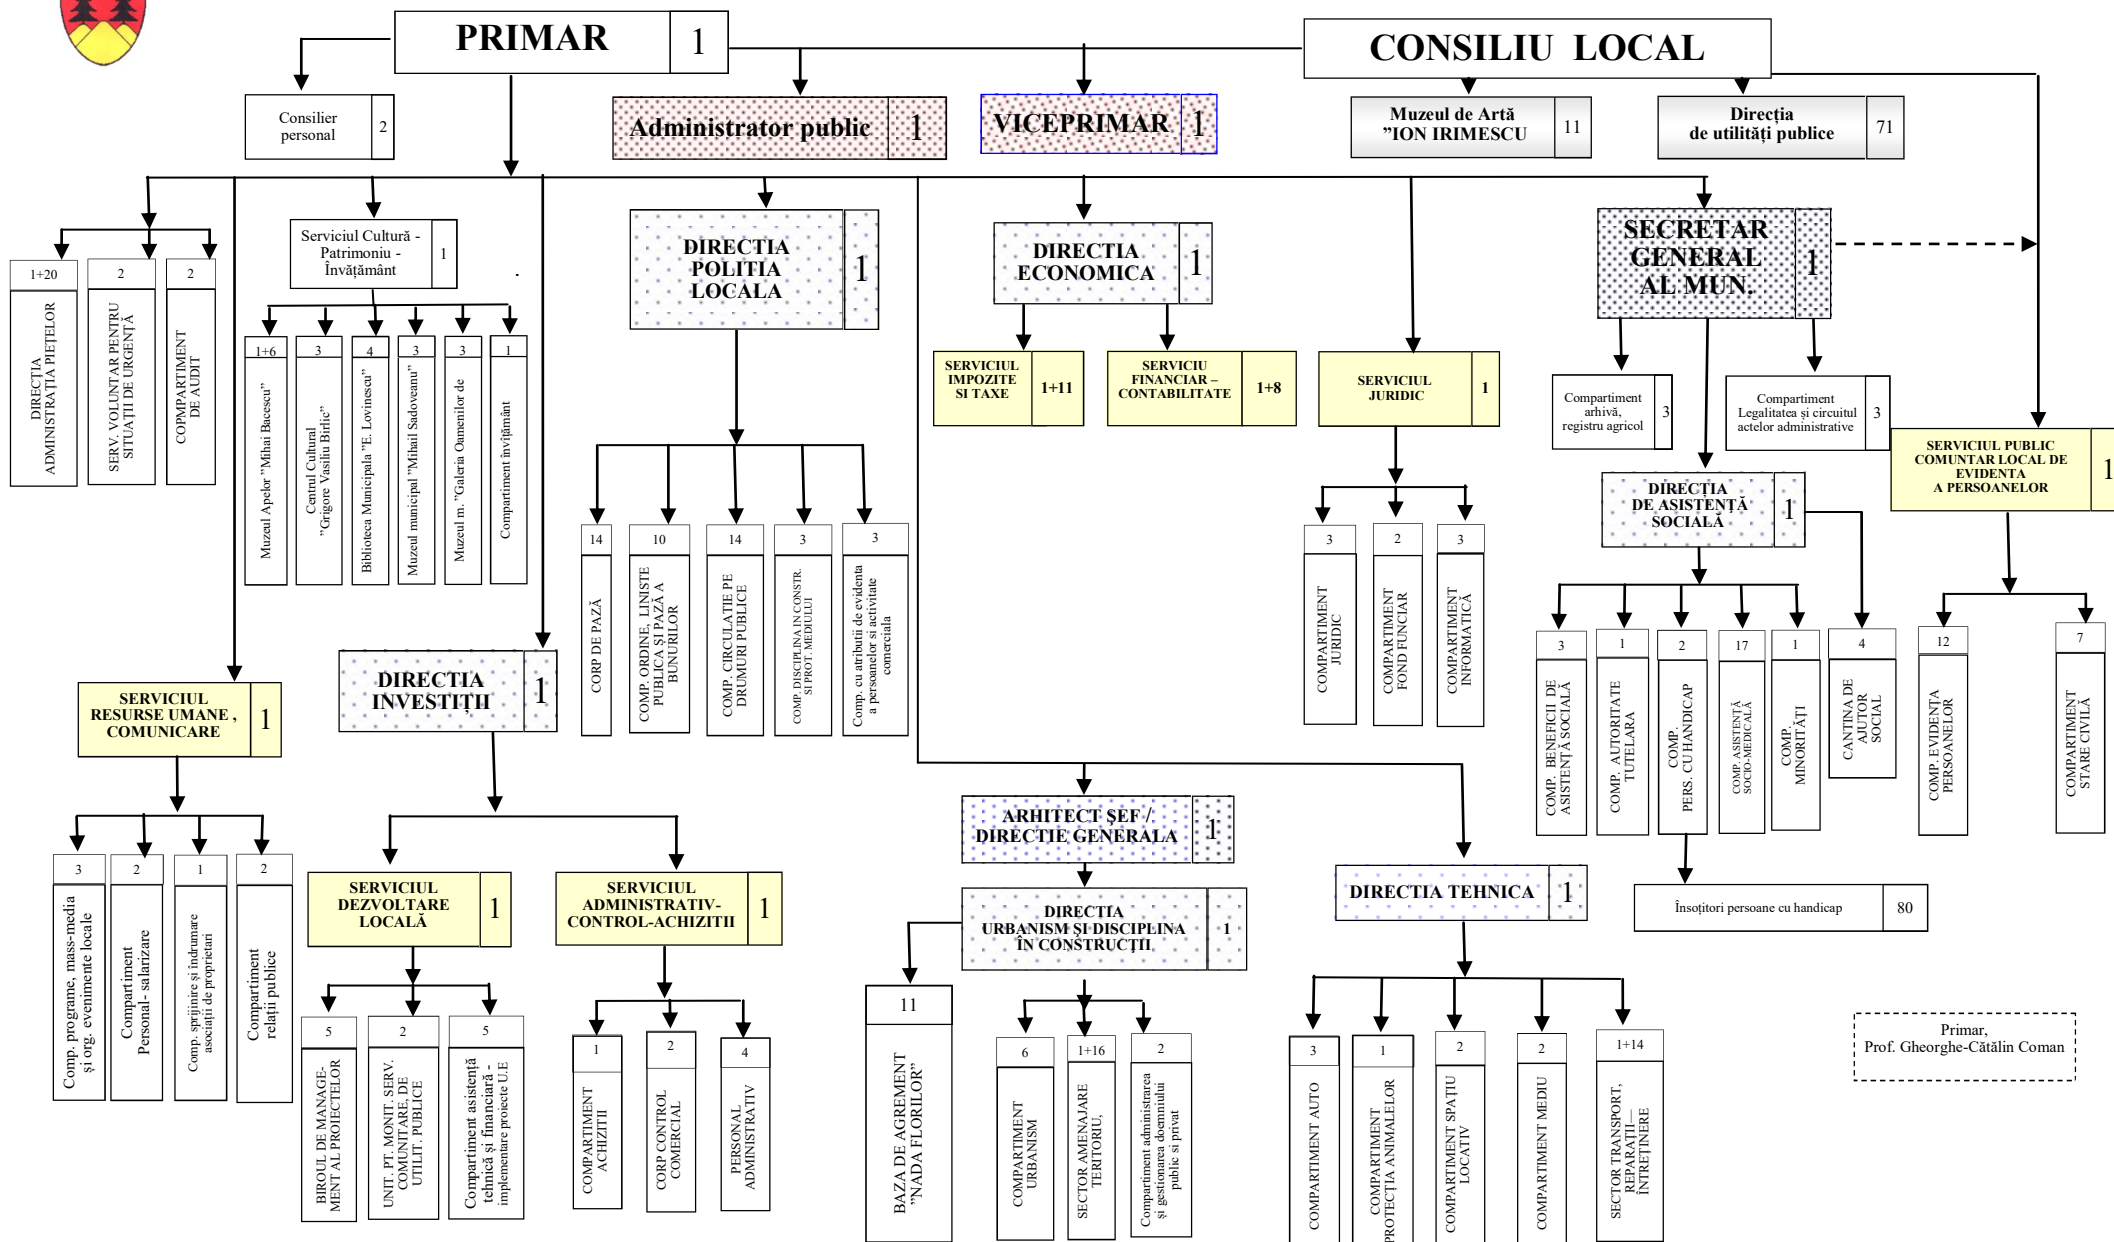 PRIMAR
1
CONSILIU LOCAL
Consilier
personal
2
Administrator public
1
VICEPRIMAR
1
Muzeul de Artă
”ION IRIMESCU
11
Direcția
de utilități publice
71
1+20
DIRECȚIA
ADMINISTRAȚIA PIEȚELOR
2
SERV. VOLUNTAR PENTRU
SITUAȚII DE URGENȚĂ
2
COPMPARTIMENT
DE AUDIT
Serviciul Cultură -
Patrimoniu -
Învățământ
1
.
1+6
Muzeul Apelor ”Mihai Bacescu”
3
Centrul Cultural
”Grigore Vasiliu Birlic”
4
Biblioteca Municipala ”E. Lovinescu”
3
Muzeul municipal ”Mihail Sadoveanu”
3
Muzeul m. ”Galeria Oamenilor de
1
Compartiment învîţământ
DIRECTIA
POLITIA
LOCALA
1
DIRECTIA
ECONOMICA
1
SERVICIUL
IMPOZITE
SI TAXE
1+11
SERVICIU
FINANCIAR –
CONTABILITATE
1+8
SERVICIUL
JURIDIC
1
SECRETAR
GENERAL
AL MUN.
1
Compartiment
arhivă,
registru agricol
3
Compartiment
Legalitatea și circuitul
actelor administrative
3
SERVICIUL PUBLIC
COMUNTAR LOCAL DE
EVIDENTA
A PERSOANELOR
1
DIRECȚIA
DE ASISTENȚĂ
SOCIALĂ
1
14
CORP DE PAZĂ
10
COMP. ORDINE, LINISTE
PUBLICA ȘI PAZĂ A
BUNURILOR
14
COMP. CIRCULATIE PE
DRUMURI PUBLICE
3
COMP. DISCIPLINA IN CONSTR.
SI PROT. MEDIULUI
3
Comp. cu atributii de evidenta
a persoanelor si activitate
comerciala
3
COMPARTIMENT
JURIDIC
2
COMPARTIMENT
FOND FUNCIAR
3
COMPARTIMENT
INFORMATICĂ
3
COMP. BENEFICII DE
ASISTENȚĂ SOCIALĂ
1
COMP. AUTORITATE
TUTELARA
2
COMP.
PERS. CU HANDICAP
17
COMP. ASISTENȚĂ
SOCIO-MEDICALĂ
1
COMP.
MINORITĂȚI
4
CANTINA DE
AJUTOR
SOCIAL
12
COMP. EVIDENȚA
PERSOANELOR
7
COMPARTIMENT
STARE CIVILĂ
Însoțitori persoane cu handicap
80
SERVICIUL
RESURSE UMANE ,
COMUNICARE
1
DIRECTIA
INVESTIȚII
1
3
Comp. programe, mass-media
și org. evenimente locale
2
Compartiment
Personal- salarizare
1
Comp. sprijinire și îndrumare
asociații de proprietari
2
Compartiment
relații publice
SERVICIUL
DEZVOLTARE
LOCALĂ
1
SERVICIUL
ADMINISTRATIV-
CONTROL-ACHIZITII
1
5
BIROUL DE MANAGE-
MENT AL PROIECTELOR
2
UNIT. PT. MONIT. SERV.
COMUNITARE, DE
UTILIT. PUBLICE
5
Compartiment asistență
tehnică și financiară -
implementare proiecte U.E
1
COMPARTIMENT
ACHIZITII
2
CORP CONTROL
COMERCIAL
4
PERSONAL
ADMINISTRATIV
ARHITECT ŞEF /
DIRECTIE GENERALA
1
DIRECTIA
URBANISM ŞI DISCIPLINA
ÎN CONSTRUCŢII
1
11
BAZA DE AGREMENT
”NADA FLORILOR”
6
COMPARTIMENT
URBANISM
1+16
SECTOR AMENAJARE
TERITORIU,
2
Compartiment administrarea
și gestionarea doemniului
public si privat
DIRECTIA TEHNICA
1
3
COMPARTIMENT AUTO
1
COMPARTIMENT
PROTECȚIA ANIMALELOR
2
COMPARTIMENT SPAȚIU
LOCATIV
2
COMPARTIMENT MEDIU
1+14
SECTOR TRANSPORT,
REPARAȚII—
ÎNTREȚINERE
Primar,
Prof. Gheorghe-Cătălin Coman